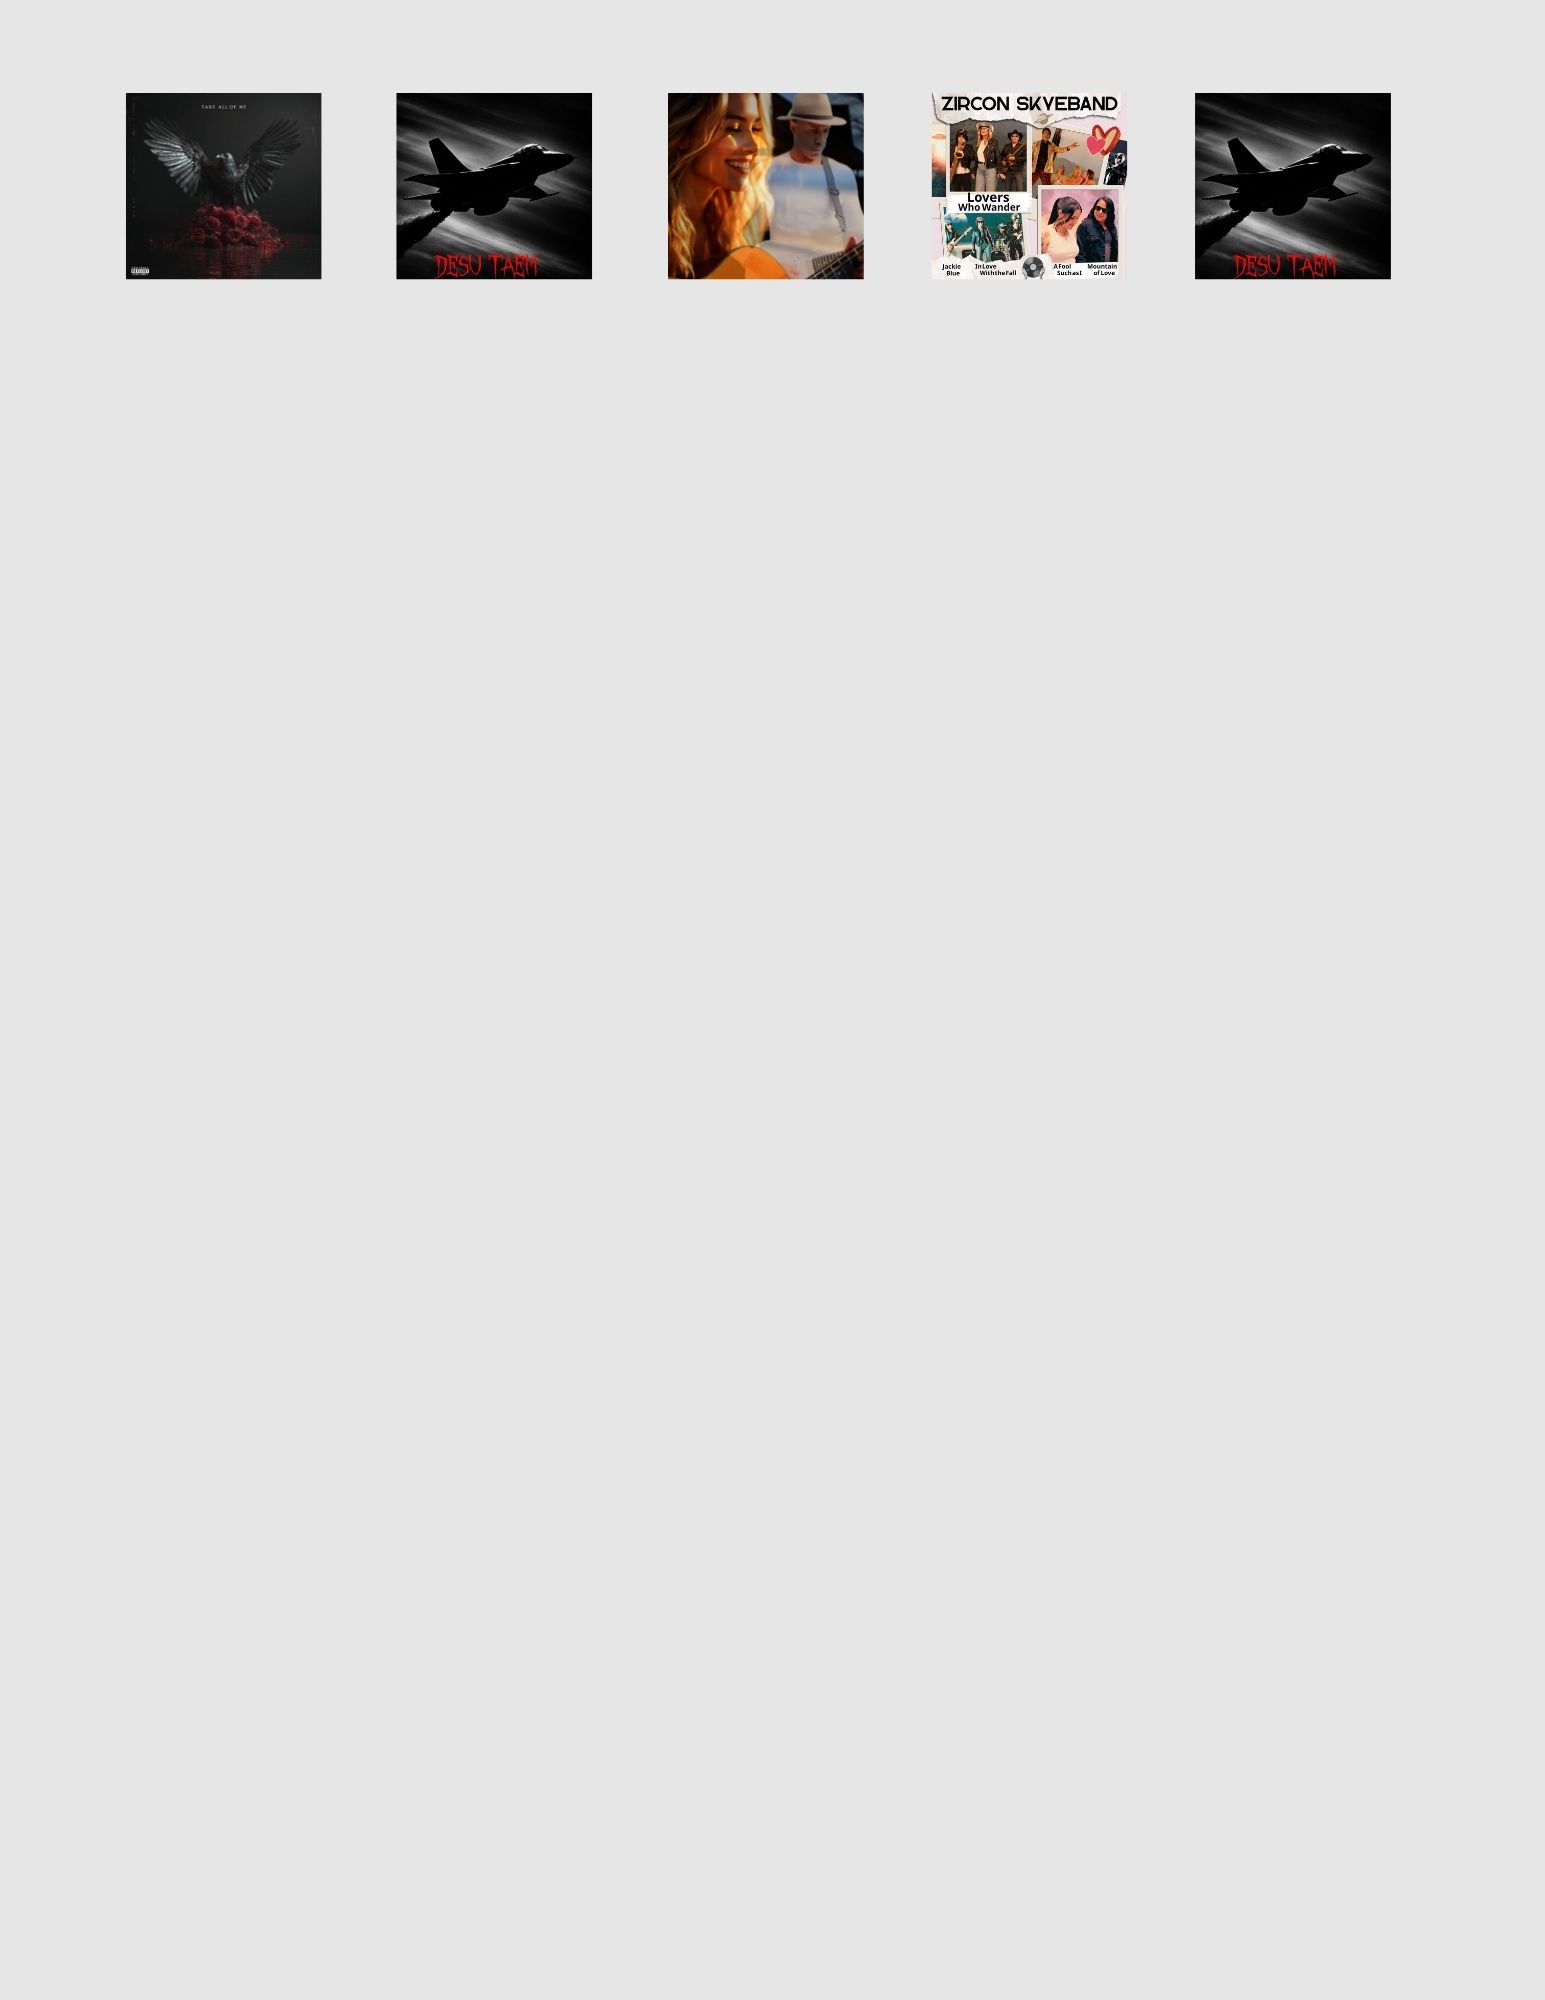 TAKE ALL OF ME
DESU TAEM
ZIRCON SKYEBAND
Lovers
Who Wander
Jackie
Blue
In Love
With the Fall
A Fool
Such as I
Mountain
of Love
DESU TAEM